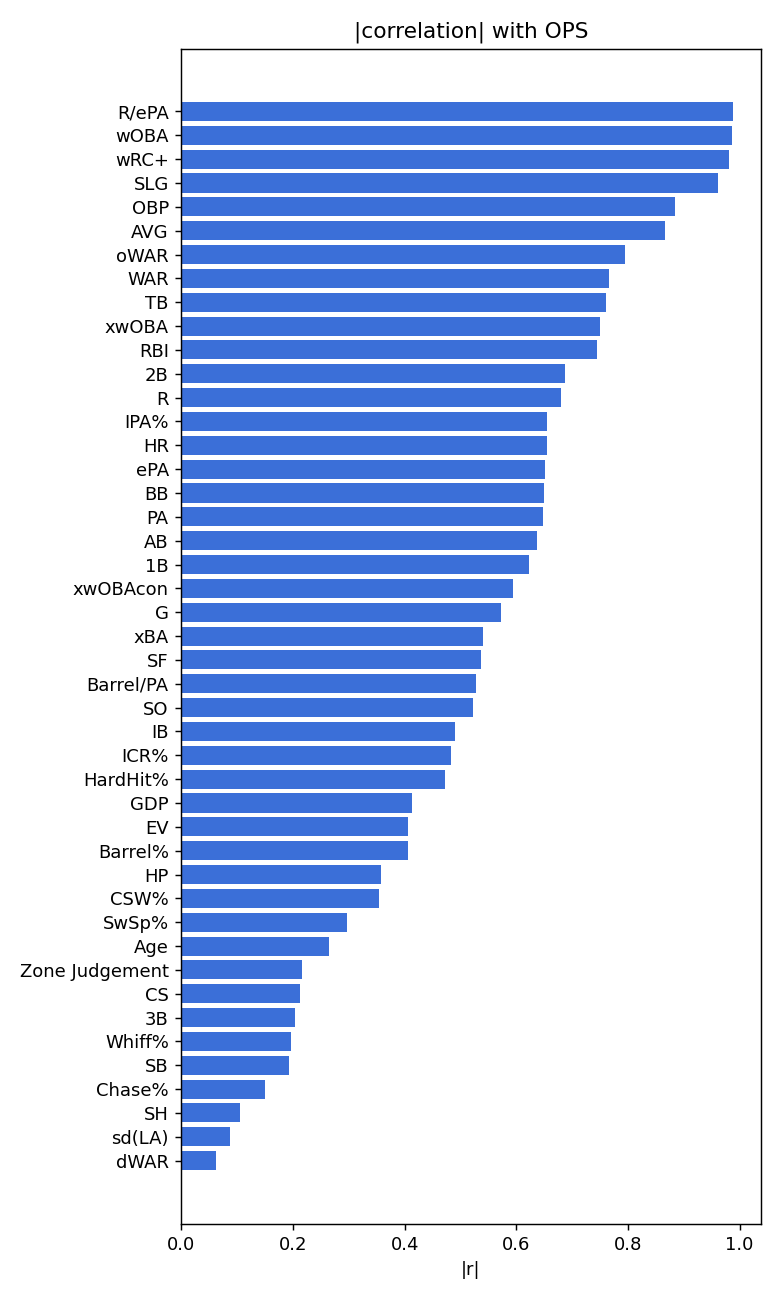 |correlation| with OPS
R/ePA
wOBA
wRC+
SLG
OBP
AVG
oWAR
WAR
TB
xwOBA
RBI
2B
R
IPA%
HR
ePA
BB
PA
AB
1B
xwOBAcon
G
xBA
SF
Barrel/PA
SO
IB
ICR%
HardHit%
GDP
EV
Barrel%
HP
CSW%
SwSp%
Age
Zone Judgement
CS
3B
Whiff%
SB
Chase%
SH
sd(LA)
dWAR
0.0 0.2 0.4 0.6 0.8 1.0
|r|